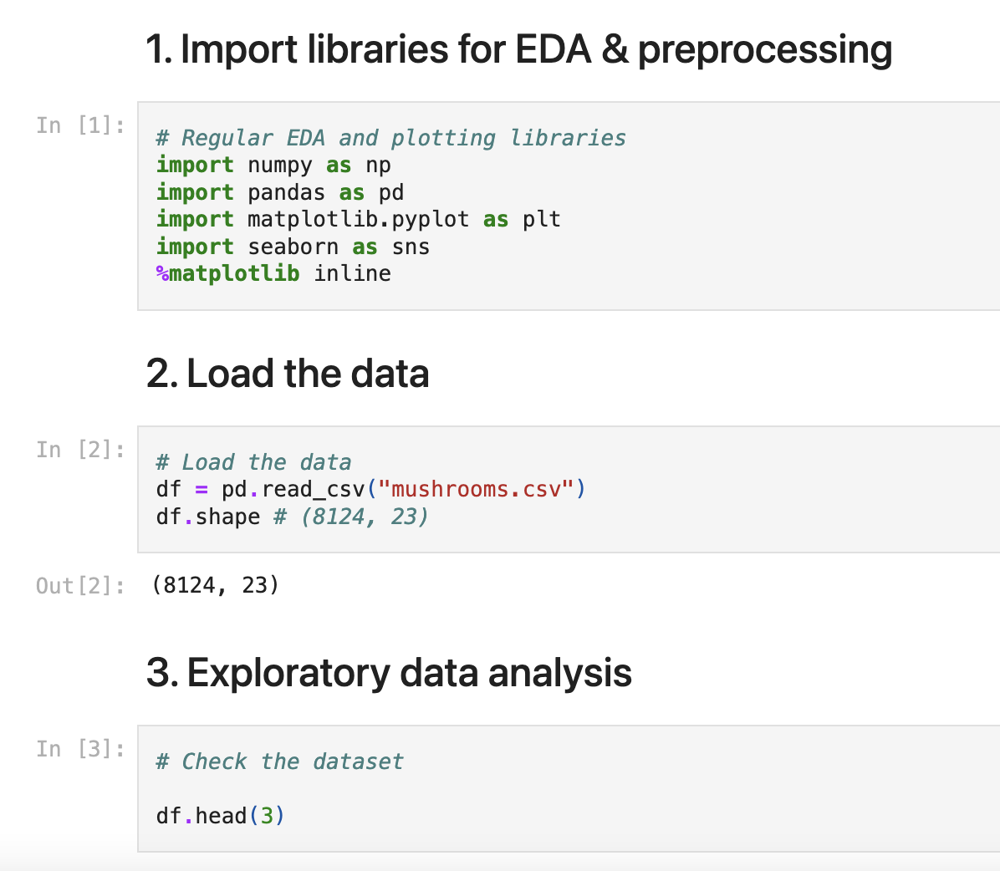 1. Import libraries for EDA & preprocessing
In [1]:
# Regular EDA and plotting libraries
import numpy as np
import pandas as pd
import matplotlib.pyplot as plt
import seaborn as sns
%matplotlib inline
2. Load the data
In [2]:
# Load the data
df = pd.read_csv("mushrooms.csv")
df.shape # (8124, 23)
Out[2]: (8124, 23)
3. Exploratory data analysis
In [3]:
# Check the dataset
df.head(3)